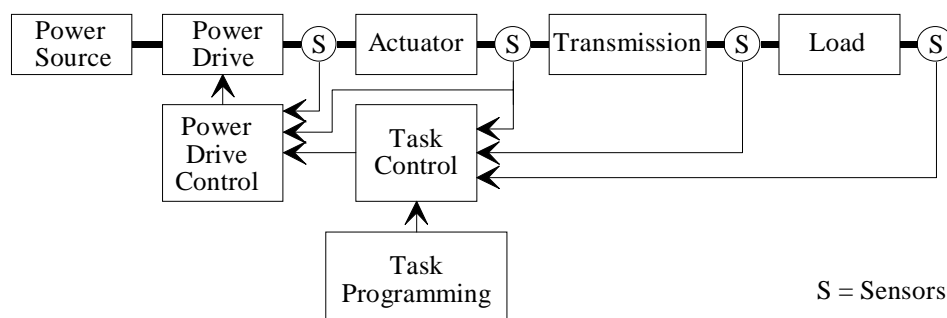 Power
Source
Power
Drive
S
Actuator
S
Transmission
S
Load
S
Power
Drive
Control
Task
Control
Task
Programming
S = Sensors